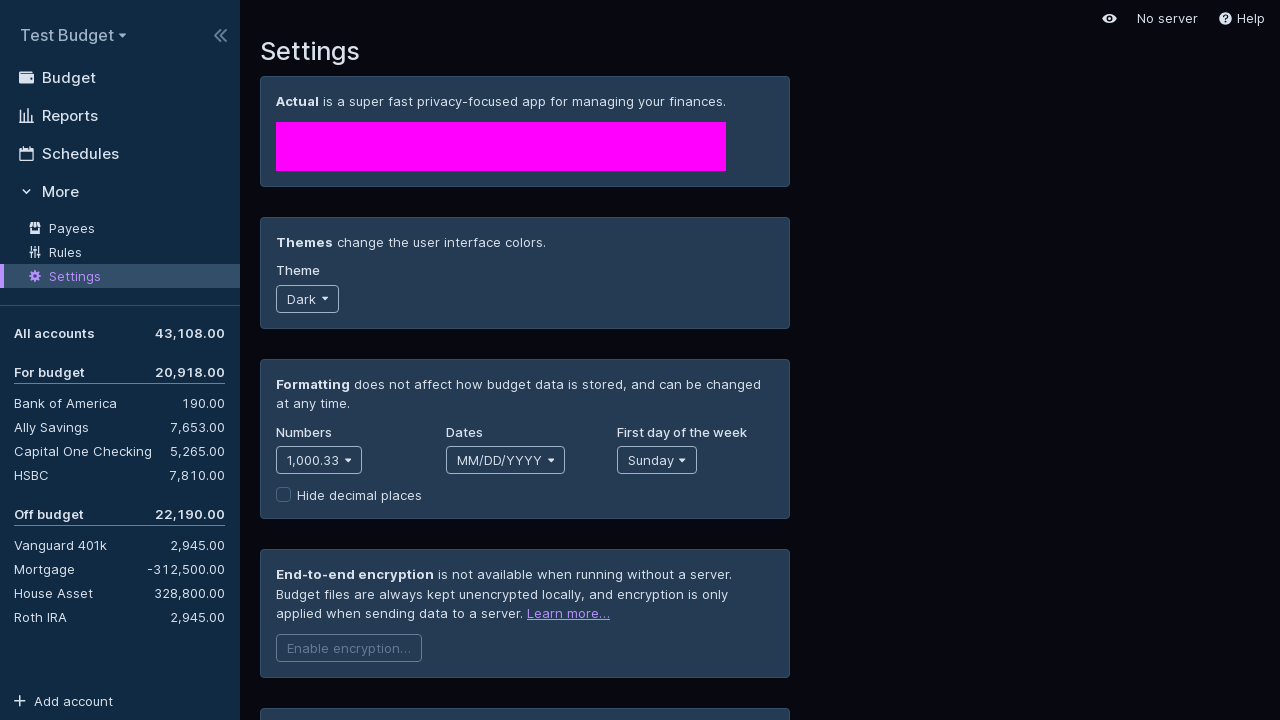 Test Budget
Budget
Reports
Schedules
More
Payees
Rules
Settings
All accounts 43,108.00
For budget 20,918.00
Bank of America 190.00
Ally Savings 7,653.00
Capital One Checking 5,265.00
HSBC 7,810.00
Off budget 22,190.00
Vanguard 401k 2,945.00
Mortgage -312,500.00
House Asset 328,800.00
Roth IRA 2,945.00
Add account
No server Help
Settings
Actual is a super fast privacy-focused app for managing your finances.
Themes change the user interface colors.
Theme
Dark
Formatting does not affect how budget data is stored, and can be changed
at any time.
Numbers Dates First day of the week
1,000.33 MM/DD/YYYY Sunday
Hide decimal places
End-to-end encryption is not available when running without a server.
Budget files are always kept unencrypted locally, and encryption is only
applied when sending data to a server. Learn more…
Enable encryption…